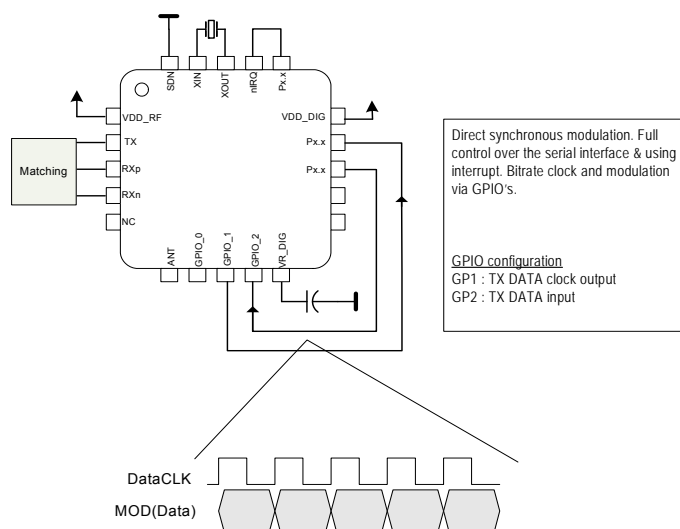 SDN
XIN
XOUT
nIRQ
Px.x
VDD_RF
VDD_DIG
TX
Px.x
Matching
RXp
Px.x
RXn
NC
ANT
GPIO_0
GPIO_1
GPIO_2
VR_DIG
Direct synchronous modulation. Full
control over the serial interface & using
interrupt. Bitrate clock and modulation
via GPIO's.
GPIO configuration
GP1 : TX DATA clock output
GP2 : TX DATA input
DataCLK
MOD(Data)